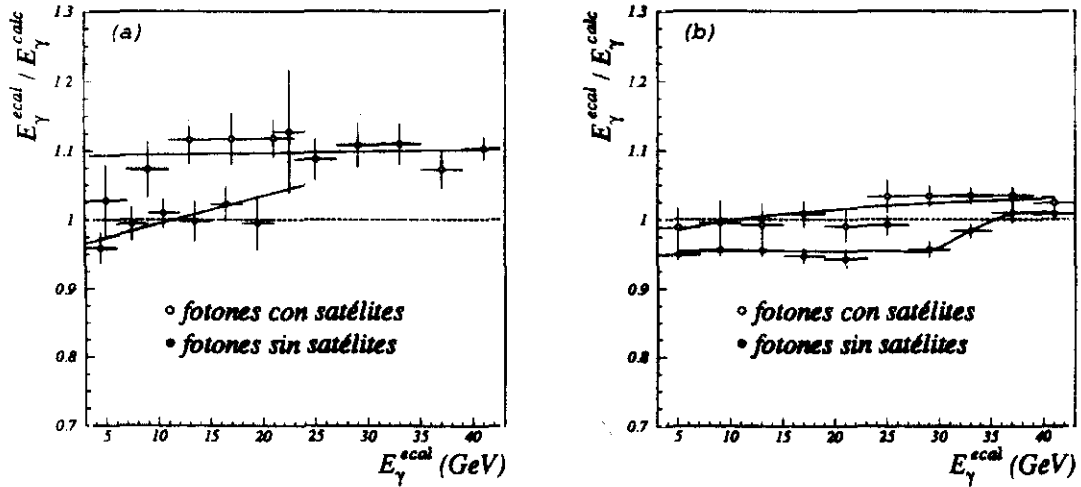 (a)
E_γ^ecal / E_γ^calc
1.3
1.2
1.1
1
0.9
0.8
0.7
5 10 15 20 25 30 35 40
E_γ^ecal (GeV)
○ fotones con satélites
● fotones sin satélites
(b)
E_γ^ecal / E_γ^calc
1.3
1.2
1.1
1
0.9
0.8
0.7
5 10 15 20 25 30 35 40
E_γ^ecal (GeV)
○ fotones con satélites
● fotones sin satélites